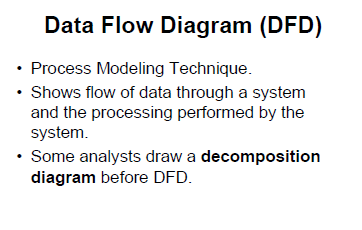 Data Flow Diagram (DFD)
• Process Modeling Technique.
• Shows flow of data through a system
and the processing performed by the
system.
• Some analysts draw a decomposition
diagram before DFD.